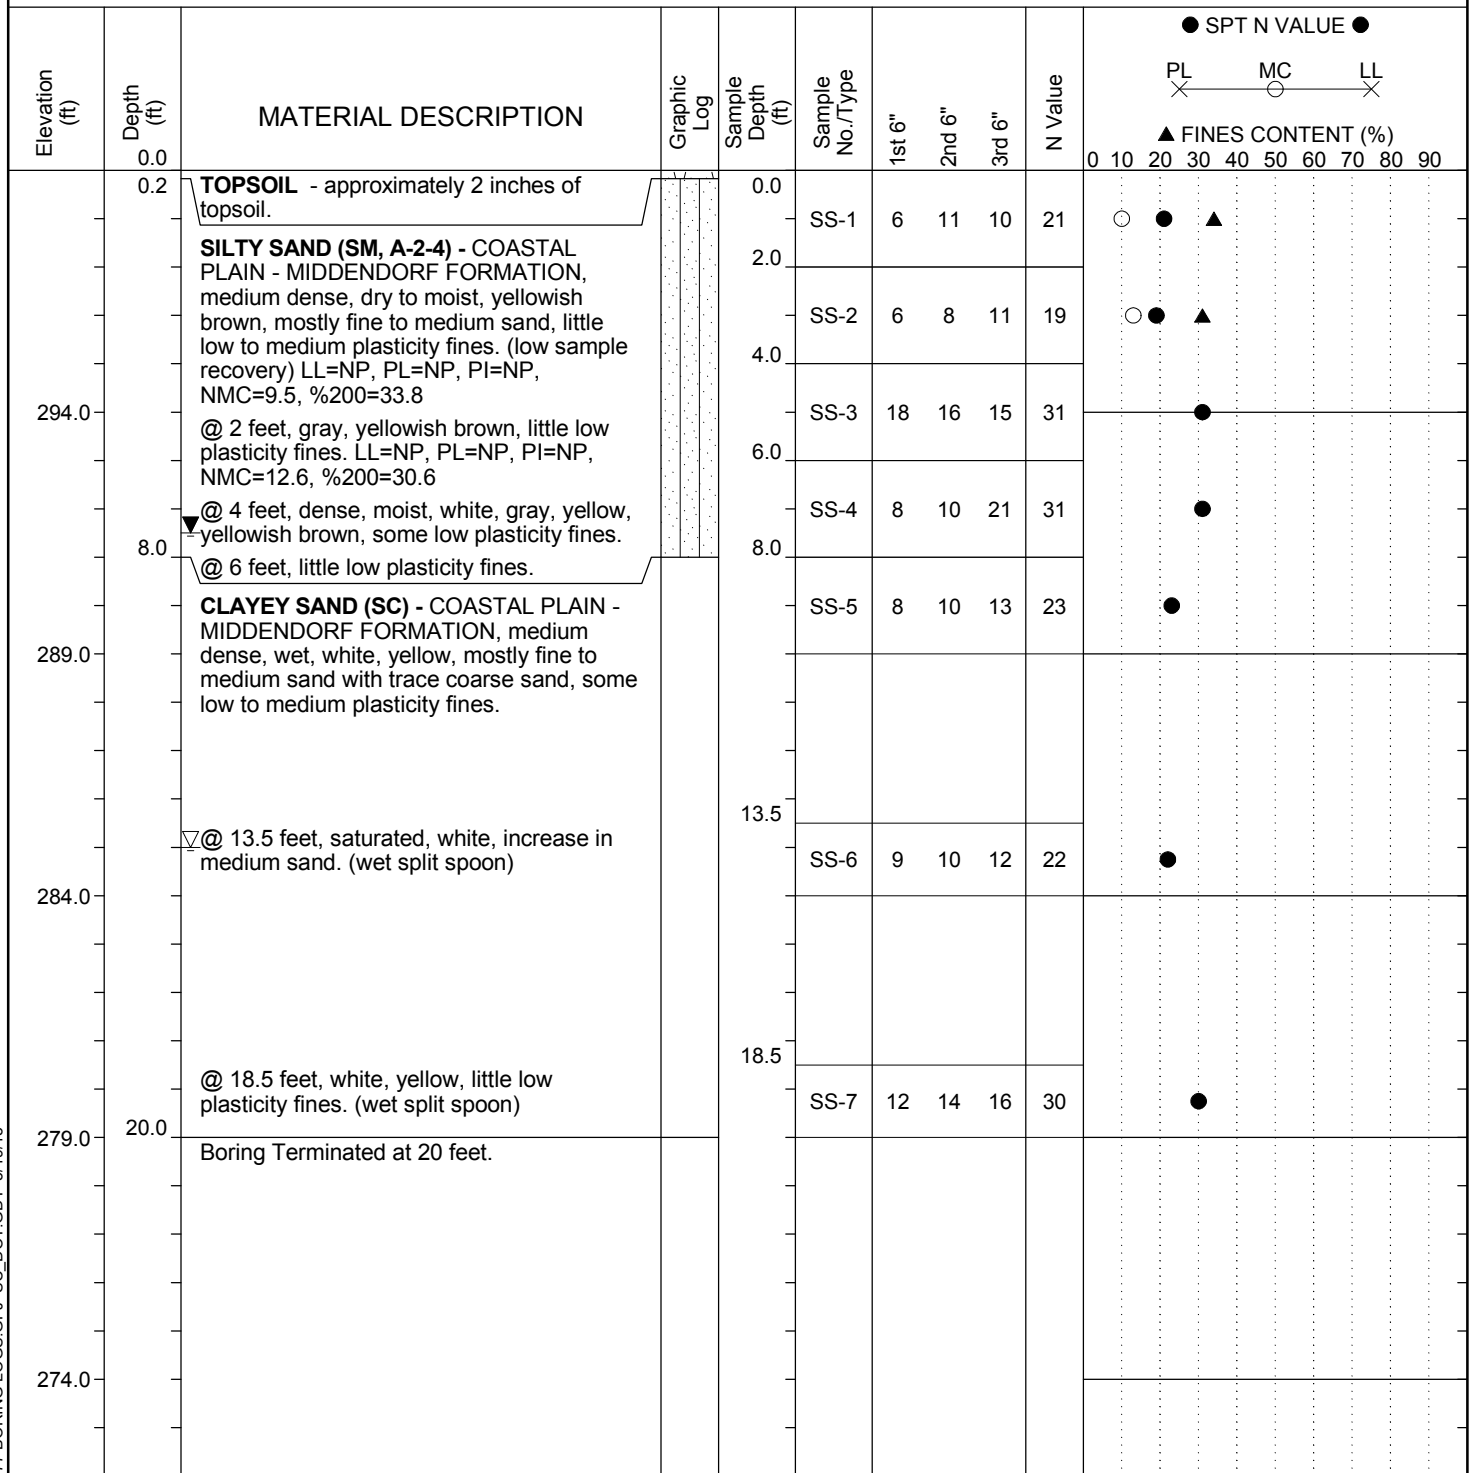 Elevation (ft)
Depth (ft)
0.0
MATERIAL DESCRIPTION
Graphic Log
Sample Depth (ft)
Sample No./Type
1st 6"
2nd 6"
3rd 6"
N Value
● SPT N VALUE ●
PL MC LL
▲ FINES CONTENT (%)
0 10 20 30 40 50 60 70 80 90
0.2
TOPSOIL - approximately 2 inches of
topsoil.
0.0
SS-1 6 11 10 21
SILTY SAND (SM, A-2-4) - COASTAL
PLAIN - MIDDENDORF FORMATION,
medium dense, dry to moist, yellowish
brown, mostly fine to medium sand, little
low to medium plasticity fines. (low sample
recovery) LL=NP, PL=NP, PI=NP,
NMC=9.5, %200=33.8
2.0
SS-2 6 8 11 19
4.0
294.0
SS-3 18 16 15 31
@ 2 feet, gray, yellowish brown, little low
plasticity fines. LL=NP, PL=NP, PI=NP,
NMC=12.6, %200=30.6
6.0
@ 4 feet, dense, moist, white, gray, yellow,
yellowish brown, some low plasticity fines.
SS-4 8 10 21 31
8.0
8.0
@ 6 feet, little low plasticity fines.
CLAYEY SAND (SC) - COASTAL PLAIN -
MIDDENDORF FORMATION, medium
dense, wet, white, yellow, mostly fine to
medium sand with trace coarse sand, some
low to medium plasticity fines.
SS-5 8 10 13 23
289.0
13.5
@ 13.5 feet, saturated, white, increase in
medium sand. (wet split spoon)
SS-6 9 10 12 22
284.0
18.5
@ 18.5 feet, white, yellow, little low
plasticity fines. (wet split spoon)
SS-7 12 14 16 30
279.0
20.0
Boring Terminated at 20 feet.
274.0